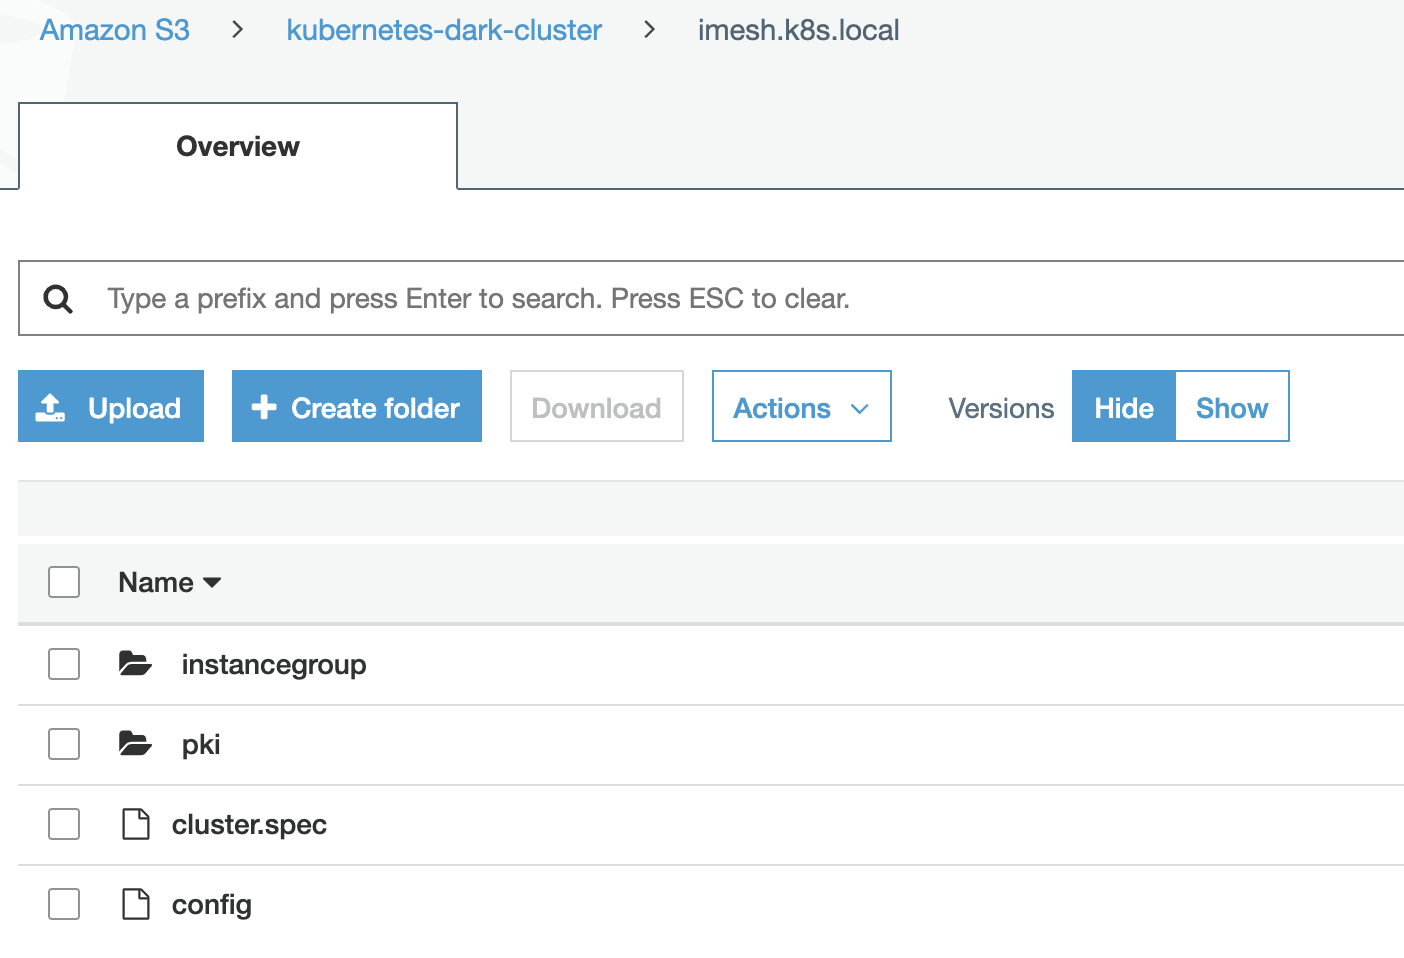 Amazon S3 > kubernetes-dark-cluster > imesh.k8s.local
Overview
Type a prefix and press Enter to search. Press ESC to clear.
Upload + Create folder Download Actions Versions Hide Show
Name
instancegroup
pki
cluster.spec
config